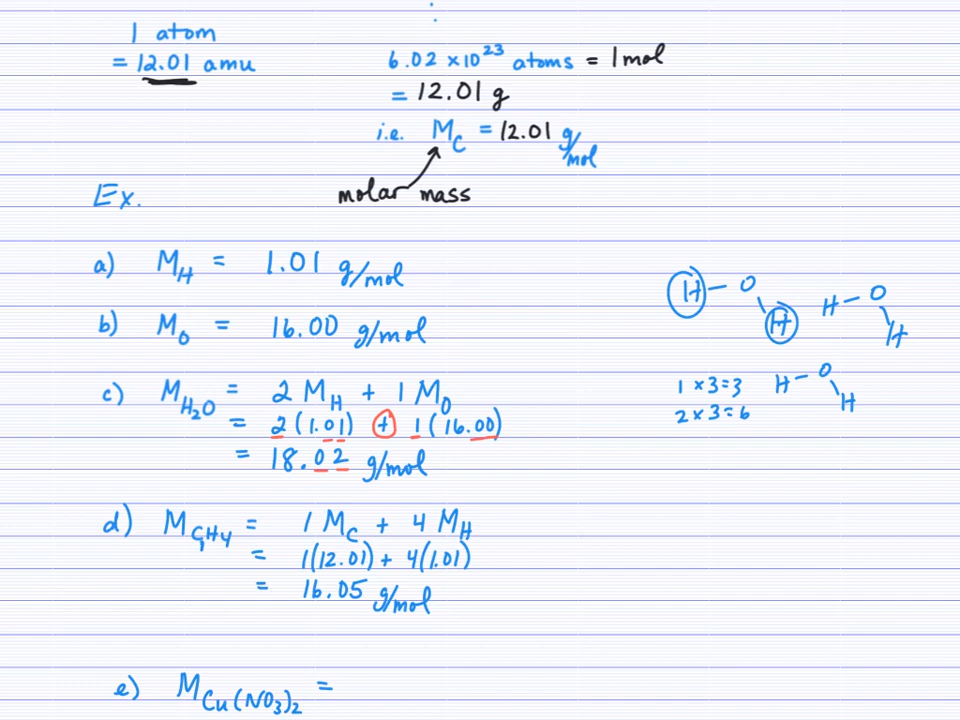 1 atom
= 12.01 amu
6.02 x 10^23 atoms = 1 mol
= 12.01 g
i.e. M_C = 12.01 g/mol
molar mass
Ex.
a) M_H = 1.01 g/mol
b) M_O = 16.00 g/mol
c) M_H2O = 2 M_H + 1 M_O
= 2(1.01) + 1(16.00)
= 18.02 g/mol
H - O
H
H - O
H
1 x 3 = 3
2 x 3 = 6
H - O
H
d) M_C1H4 = 1 M_C + 4 M_H
= 1(12.01) + 4(1.01)
= 16.05 g/mol
e) M_Cu(NO3)2 =